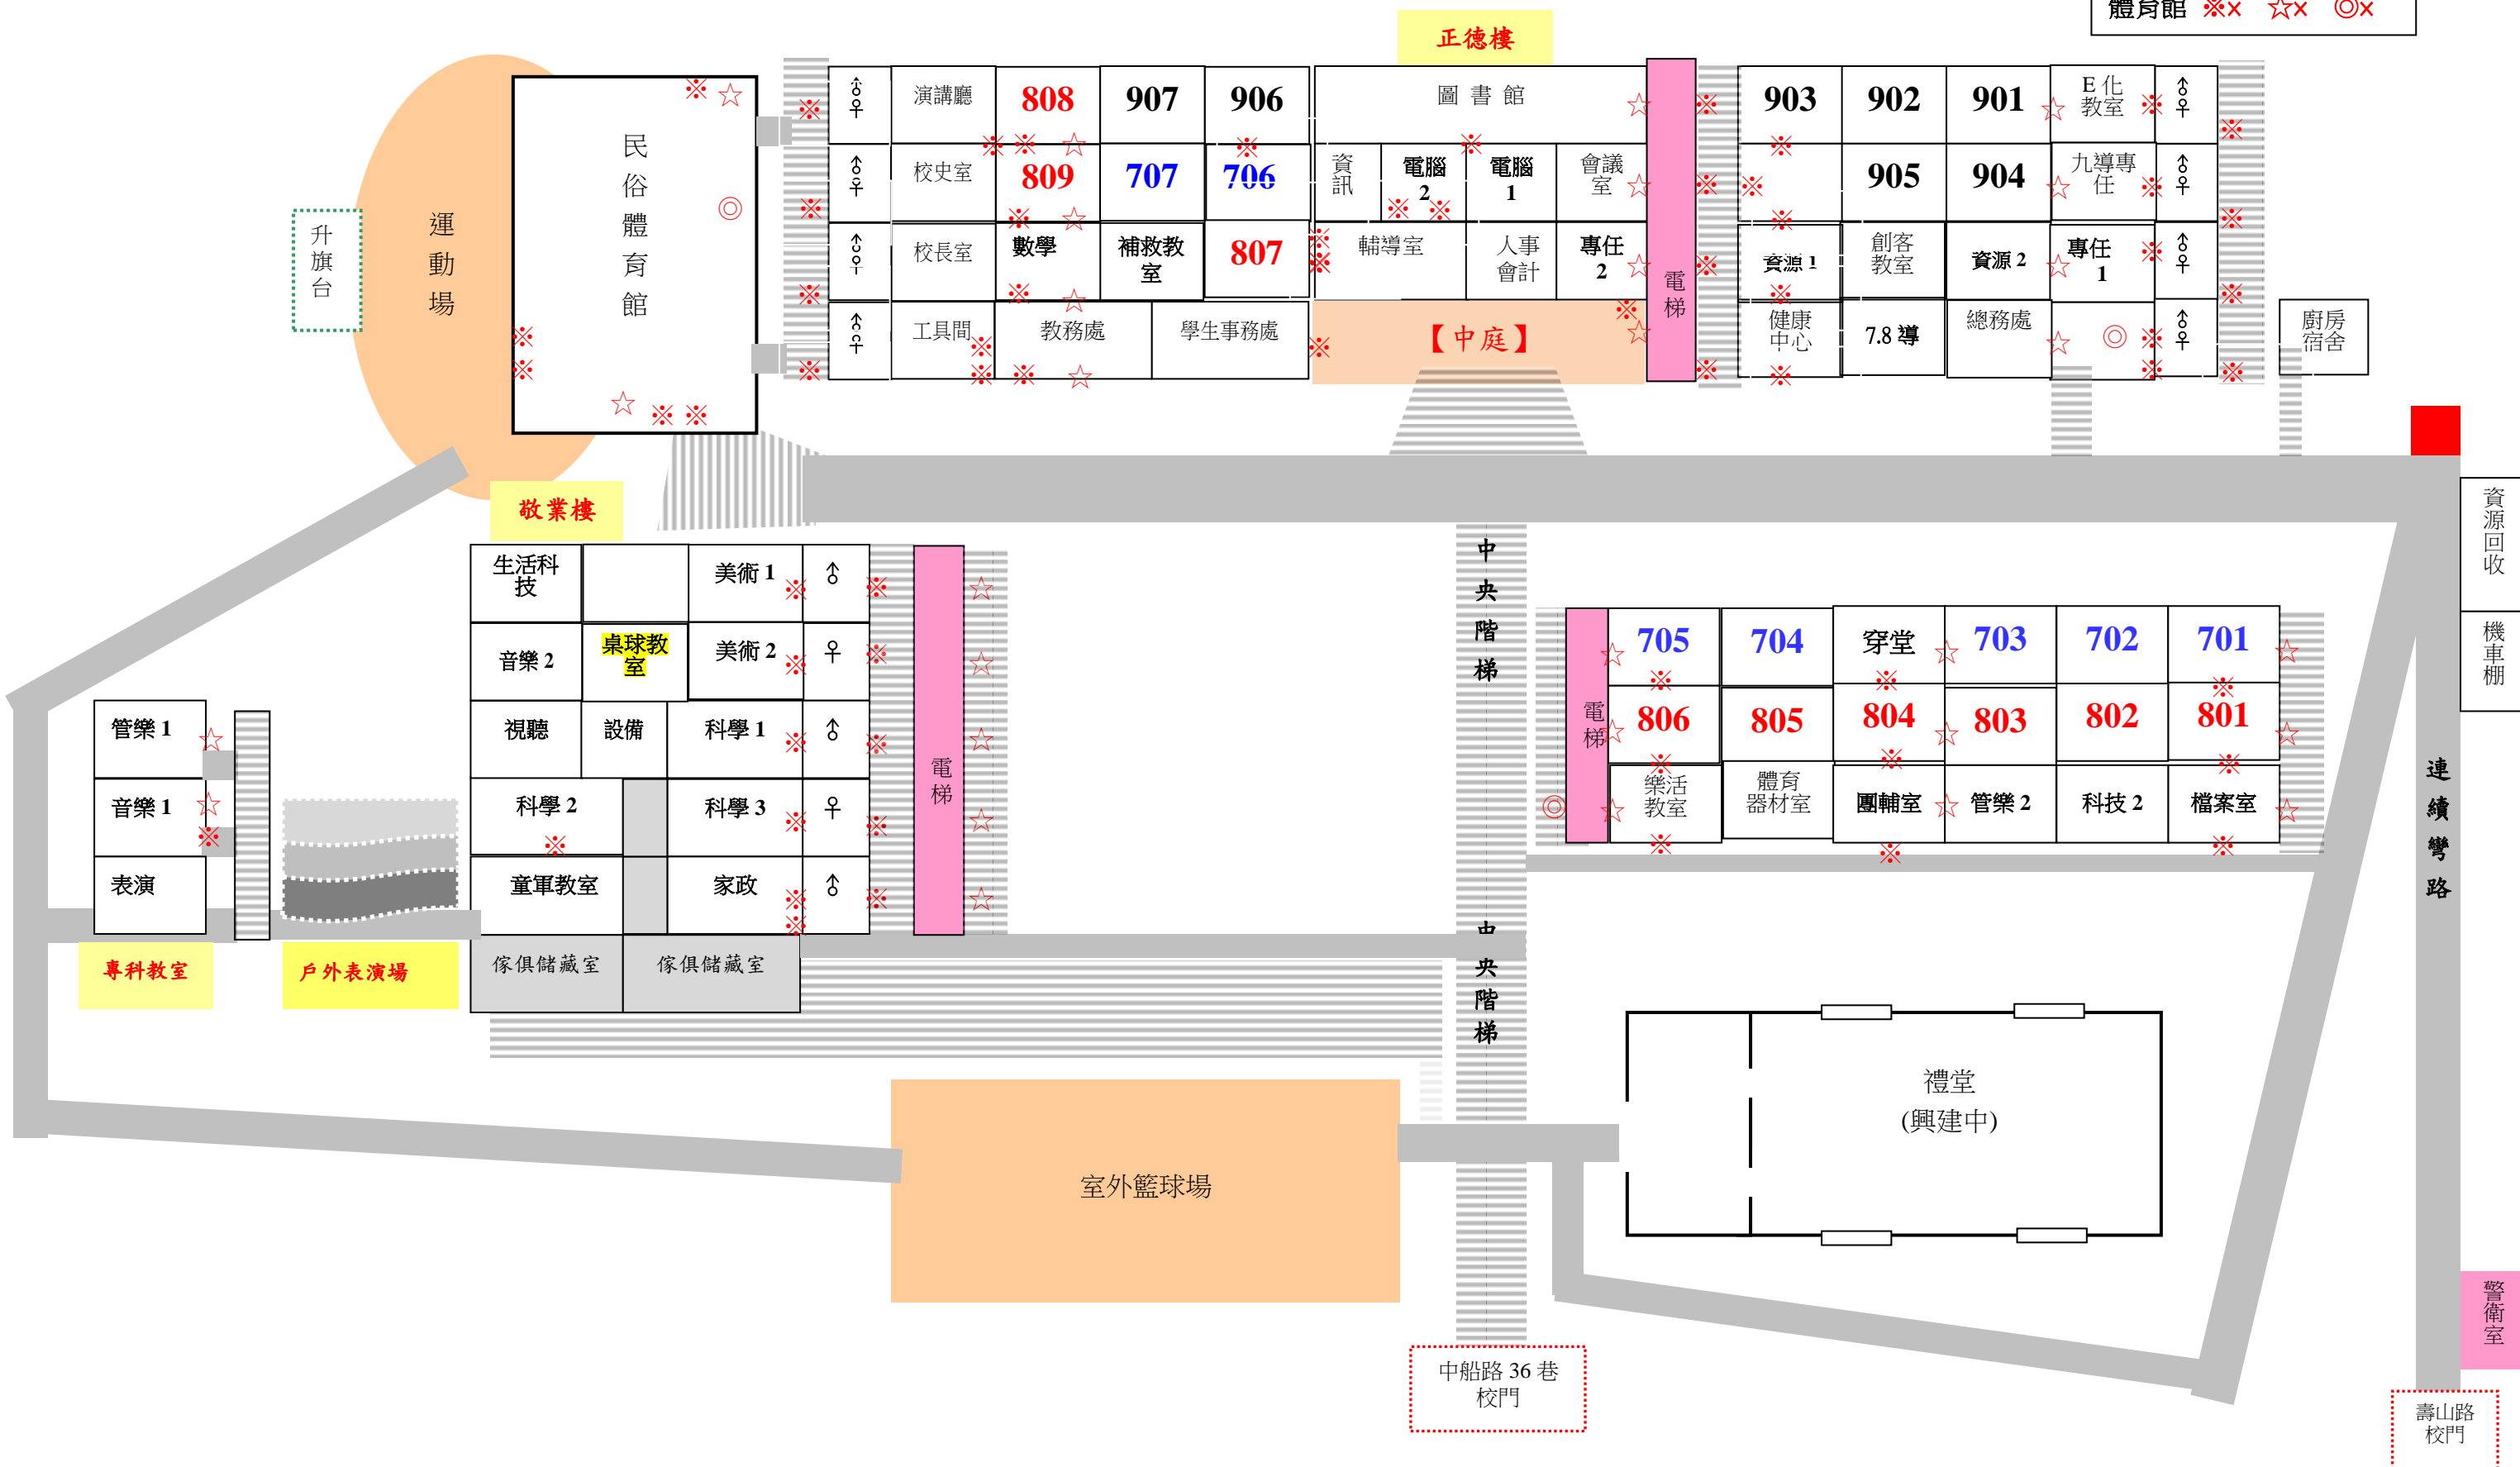 體育館 ※× ☆× ◎×
正德樓
演講廳 808 907 906 圖書館 903 902 901 E化
教室
校史室 809 707 706 資訊 電腦
2 電腦
1 會議
室 905 904 九導專
任
校長室 數學 補救教
室 807 輔導室 人事
會計 專任
2 資源 1 創客
教室 資源 2 專任
1
工具間 教務處 學生事務處 【中庭】 健康
中心 7.8 導 總務處 廚房
宿舍
電梯
民俗體育館
運動場
升旗台
敬業樓
生活科
技 美術 1
音樂 2 桌球教
室 美術 2
視聽 設備 科學 1
科學 2 科學 3
童軍教室 家政
傢俱儲藏室 傢俱儲藏室
電梯
管樂 1
音樂 1
表演
專科教室
戶外表演場
中央階梯
中央階梯
電梯
705 704 穿堂 703 702 701
806 805 804 803 802 801
樂活
教室 體育
器材室 團輔室 管樂 2 科技 2 檔案室
資源回收
機車棚
連續彎路
禮堂
(興建中)
室外籃球場
警衛室
中船路 36 巷
校門
壽山路
校門